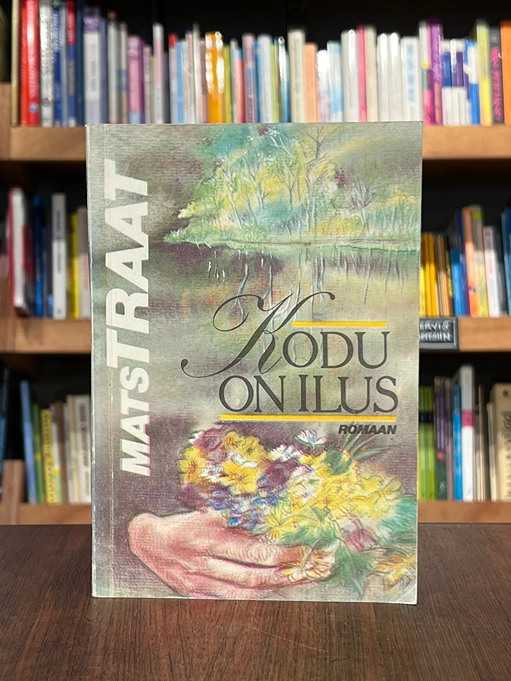 MATS TRAAT
KODU
ON ILUS
ROMAAN